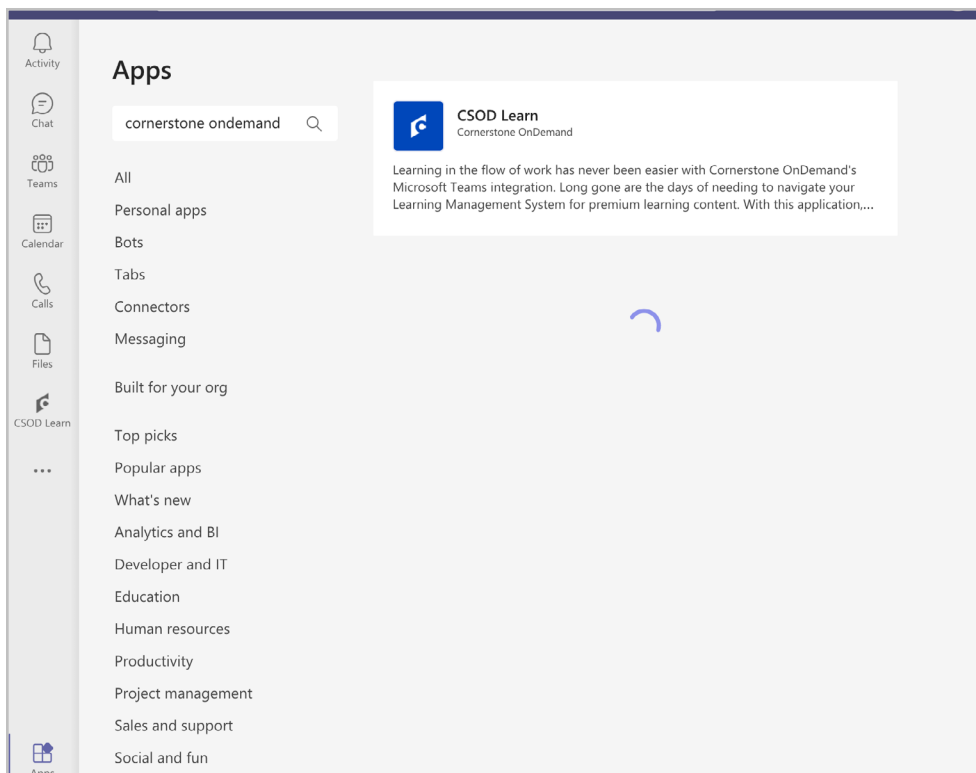 Activity
Chat
Teams
Calendar
Calls
Files
CSOD Learn
Apps
Apps
cornerstone ondemand
All
Personal apps
Bots
Tabs
Connectors
Messaging
Built for your org
Top picks
Popular apps
What's new
Analytics and BI
Developer and IT
Education
Human resources
Productivity
Project management
Sales and support
Social and fun
CSOD Learn
Cornerstone OnDemand
Learning in the flow of work has never been easier with Cornerstone OnDemand's
Microsoft Teams integration. Long gone are the days of needing to navigate your
Learning Management System for premium learning content. With this application,...